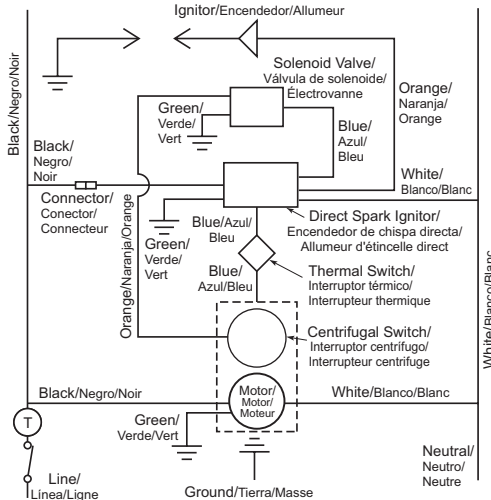 Ignitor/Encendedor/Allumeur
Black/Negro/Noir
Solenoid Valve/
Válvula de solenoide/
Électrovanne
Orange/
Naranja/
Orange
Green/
Verde/
Vert
Blue/
Azul/
Bleu
Black/
Negro/
Noir
White/
Blanco/Blanc
Connector/
Conector/
Connecteur
Orange/Naranja/Orange
Green/
Verde/
Vert
Blue/Azul/
Bleu
Direct Spark Ignitor/
Encendedor de chispa directa/
Allumeur d'étincelle direct
Blue/
Azul/Bleu
Thermal Switch/
Interruptor térmico/
Interrupteur thermique
White/Blanco/Blanc
Centrifugal Switch/
Interruptor centrífugo/
Interrupteur centrifuge
Black/Negro/Noir
Motor/
Motor/
Moteur
White/Blanco/Blanc
T
Green/
Verde/Vert
Neutral/
Neutro/
Neutre
Line/
Línea/Ligne
Ground/Tierra/Masse